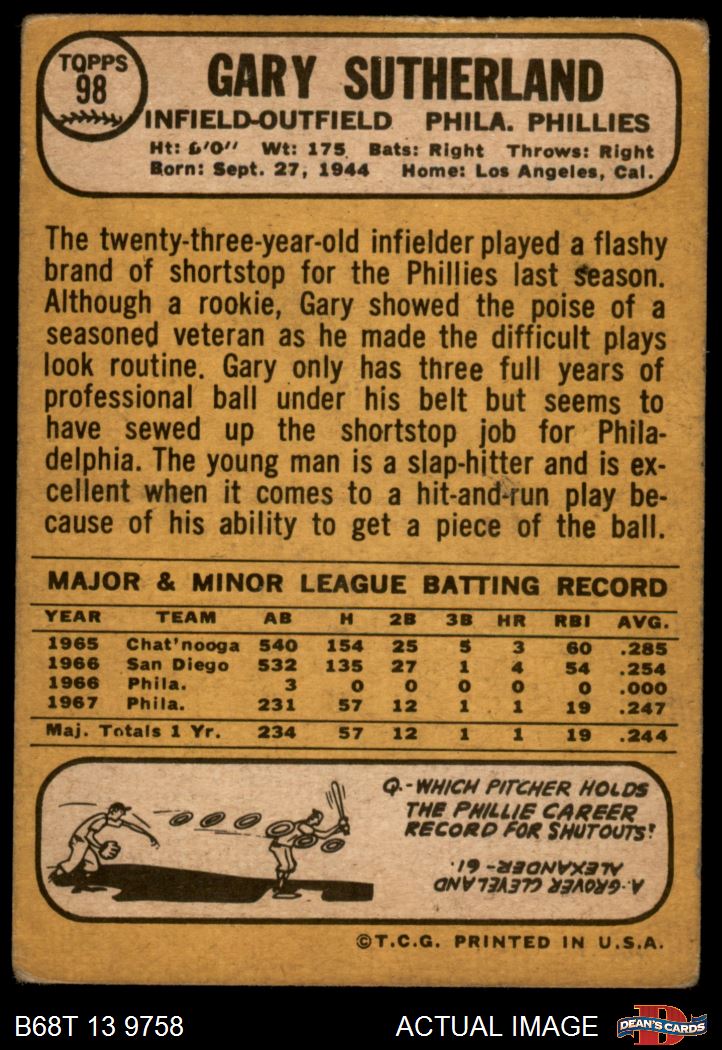 TOPPS
98
GARY SUTHERLAND
INFIELD-OUTFIELD PHILA. PHILLIES
Ht: 6'0" Wt: 175 Bats: Right Throws: Right
Born: Sept. 27, 1944 Home: Los Angeles, Cal.
The twenty-three-year-old infielder played a flashy
brand of shortstop for the Phillies last season.
Although a rookie, Gary showed the poise of a
seasoned veteran as he made the difficult plays
look routine. Gary only has three full years of
professional ball under his belt but seems to
have sewed up the shortstop job for Phila-
delphia. The young man is a slap-hitter and is ex-
cellent when it comes to a hit-and-run play be-
cause of his ability to get a piece of the ball.
MAJOR & MINOR LEAGUE BATTING RECORD
YEAR TEAM AB H 2B 3B HR RBI AVG.
1965 Chat'nooga 540 154 25 5 3 60 .285
1966 San Diego 532 135 27 1 4 54 .254
1966 Phila. 3 0 0 0 0 0 .000
1967 Phila. 231 57 12 1 1 19 .247
Maj. Totals 1 Yr. 234 57 12 1 1 19 .244
Q.-WHICH PITCHER HOLDS
THE PHILLIE CAREER
RECORD FOR SHUTOUTS?
A.-GROVER CLEVELAND
ALEXANDER-61.
©T.C.G. PRINTED IN U.S.A.
B68T 13 9758 ACTUAL IMAGE
D
DEAN'S CARDS